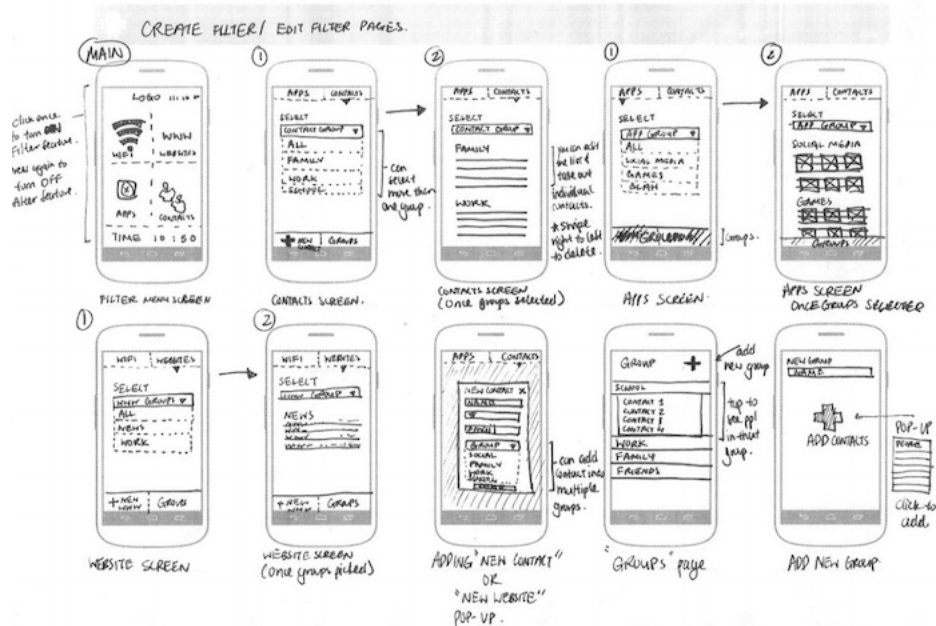 CREATE FILTER/ EDIT FILTER PAGES.
MAIN
click once
to turn ON
Filter feature.
again to
turn OFF
filter feature.
LOGO
WIFI
WWW
WEBSITES
APPS
CONTACTS
TIME 10:50
FILTER MENU SCREEN
1
APPS CONTACTS
SELECT
CONTACT GROUP
ALL
FAMILY
WORK
+ NEW
CONTACT
GROUPS
can
select
more than
one group.
CONTACTS SCREEN.
2
APPS CONTACTS
SELECT
CONTACT GROUP
FAMILY
WORK
you can edit
the list &
take out
individual
contacts.
* swipe
right to left
to delete.
CONTACTS SCREEN
(once groups selected)
1
APPS CONTACTS
SELECT
APP GROUP
ALL
SOCIAL MEDIA
GAMES
BLAH
Groups.
APPS SCREEN.
2
APPS CONTACTS
SELECT
APP GROUP
SOCIAL MEDIA
GAMES
GROUPS
APPS SCREEN
ONCE GROUPS SELECTED
1
WIFI WEBSITES
SELECT
WWW GROUPS
ALL
NEWS
WORK
+ NEW
WWW
GROUPS
WEBSITE SCREEN
2
WIFI WEBSITES
SELECT
WWW GROUPS
NEWS
+ NEW
WWW
GROUPS
WEBSITE SCREEN
(once groups picked)
APPS CONTACTS
NEW CONTACT X
NAME
GROUP
SOCIAL
FAMILY
WORK
can add
contact into
multiple
groups.
ADDING "NEW CONTACT"
OR
"NEW WEBSITE"
POP-UP.
GROUP +
add
new group
SCHOOL
CONTACT 1
CONTACT 2
CONTACT 3
CONTACT 4
WORK
FAMILY
FRIENDS
tap to
see ppl
in that
group.
"GROUPS" page
NEW GROUP
NAME
ADD CONTACTS
POP-UP
click to
add
ADD NEW GROUP